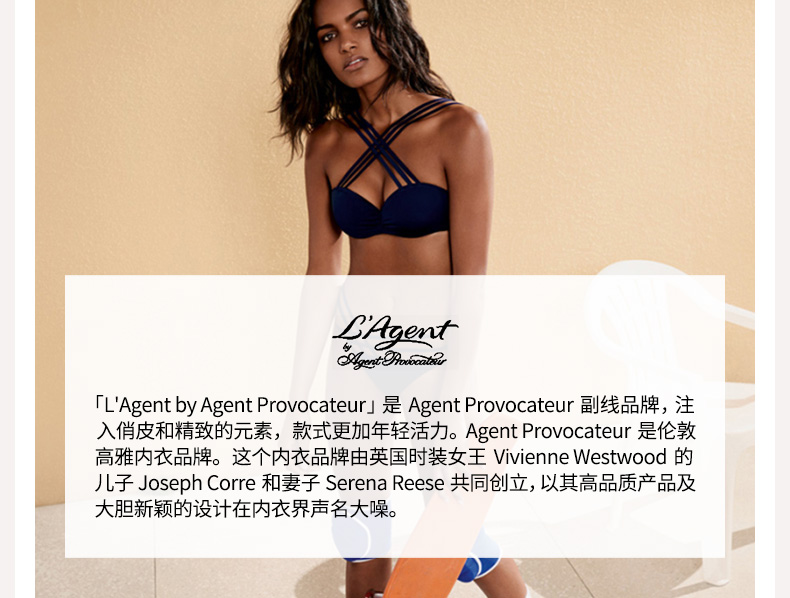 L'Agent
by
Agent Provocateur
「L'Agent by Agent Provocateur」是 Agent Provocateur 副线品牌，注
入俏皮和精致的元素，款式更加年轻活力。Agent Provocateur 是伦敦
高雅内衣品牌。这个内衣品牌由英国时装女王 Vivienne Westwood 的
儿子 Joseph Corre 和妻子 Serena Reese 共同创立，以其高品质产品及
大胆新颖的设计在内衣界声名大噪。